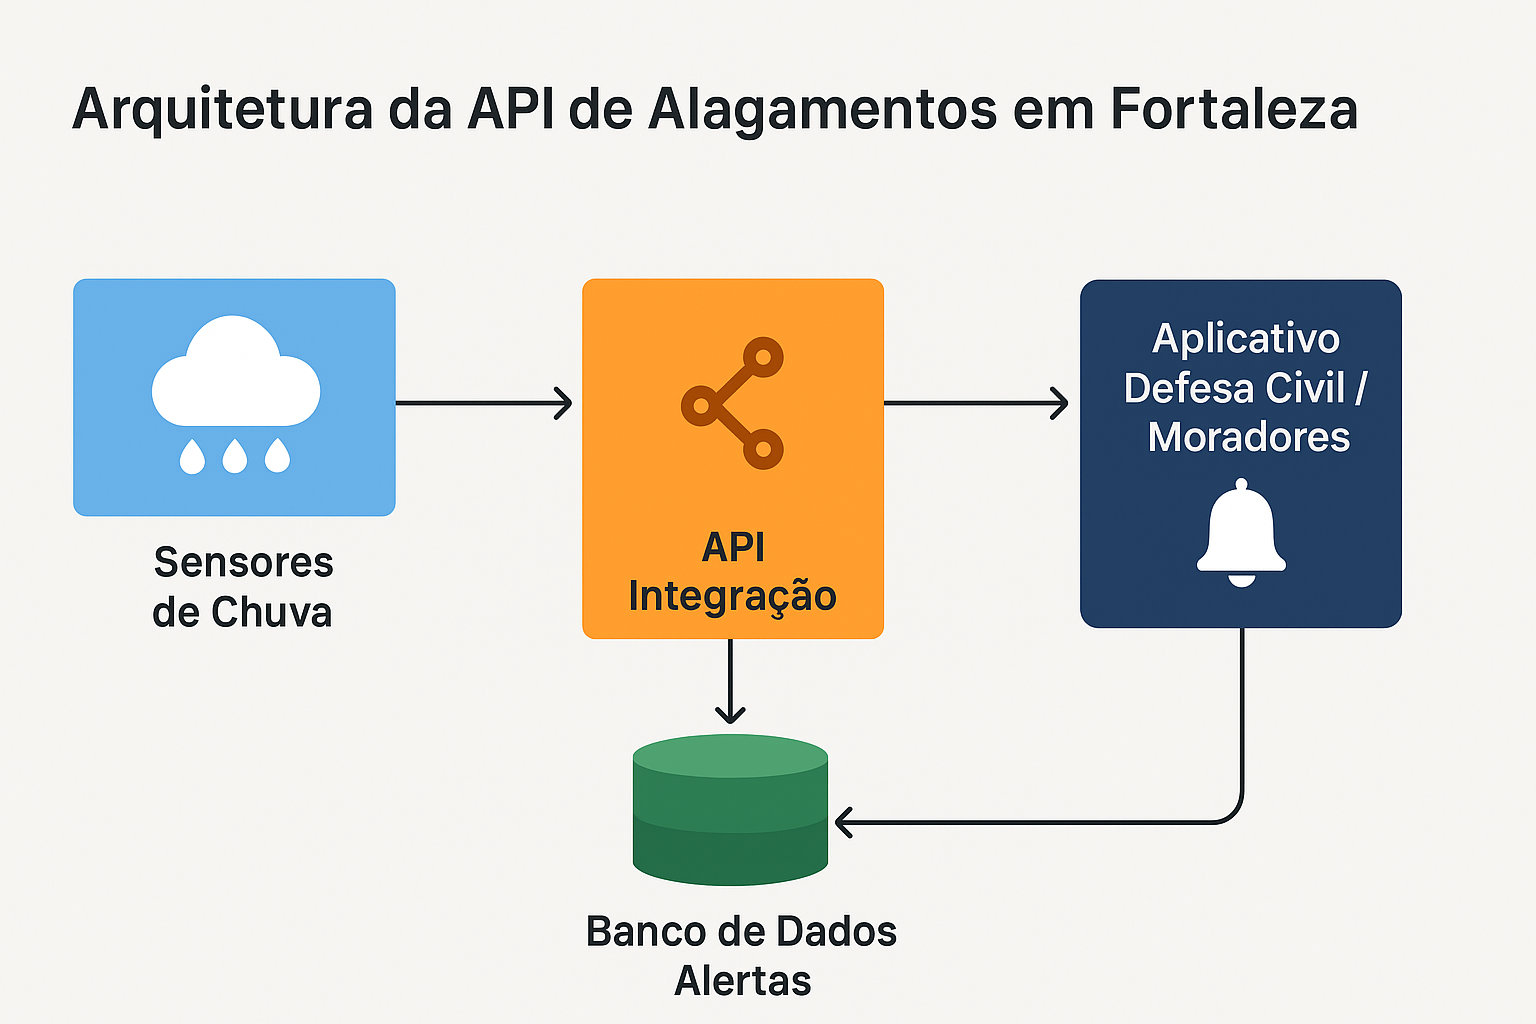 Arquitetura da API de Alagamentos em Fortaleza
Sensores
de Chuva
API
Integração
Aplicativo
Defesa Civil /
Moradores
Banco de Dados
Alertas